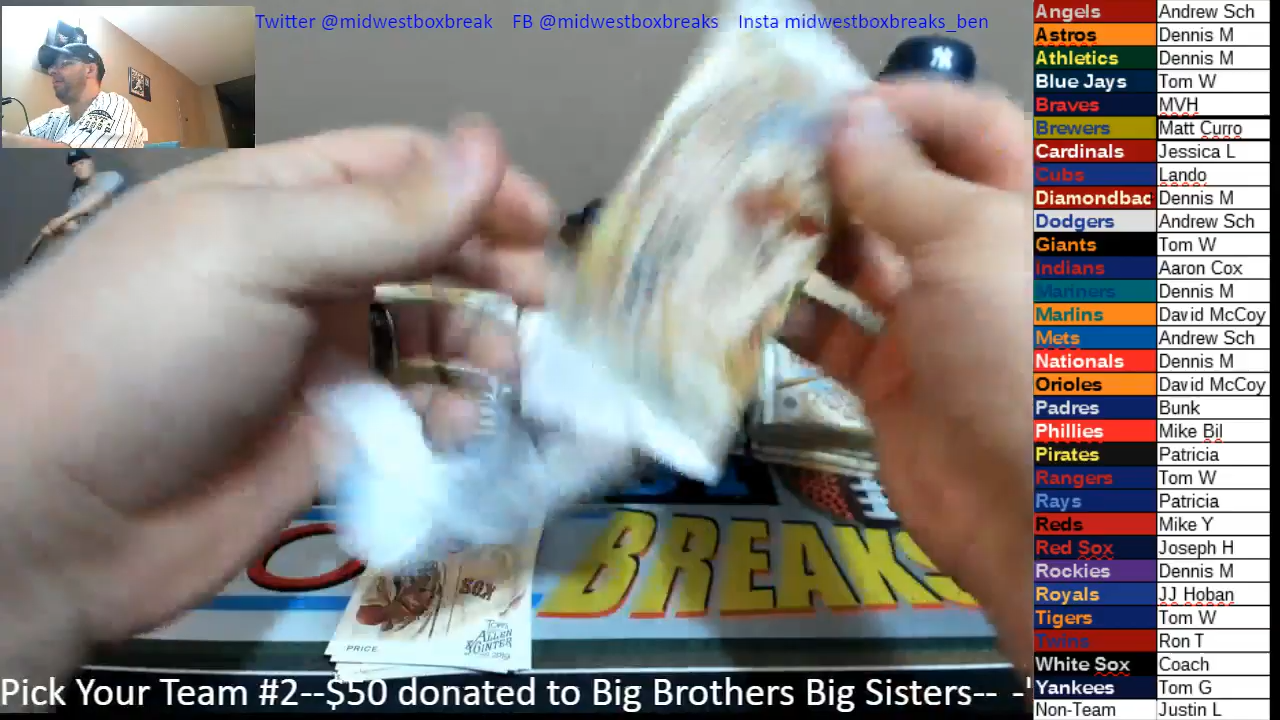 Twitter @midwestboxbreak FB @midwestboxbreaks Insta midwestboxbreaks_ben
Angels Andrew Sch
Astros Dennis M
Athletics Dennis M
Blue Jays Tom W
Braves MVH
Brewers Matt Curro
Cardinals Jessica L
Cubs Lando
Diamondbac Dennis M
Dodgers Andrew Sch
Giants Tom W
Indians Aaron Cox
Mariners Dennis M
Marlins David McCoy
Mets Andrew Sch
Nationals Dennis M
Orioles David McCoy
Padres Bunk
Phillies Mike Bil
Pirates Patricia
Rangers Tom W
Rays Patricia
Reds Mike Y
Red Sox Joseph H
Rockies Dennis M
Royals JJ Hoban
Tigers Tom W
Twins Ron T
White Sox Coach
Yankees Tom G
Non-Team Justin L
BREAKS
SOX
PRICE
TOPPS
ALLEN
& GINTER
Pick Your Team #2--$50 donated to Big Brothers Big Sisters-- -'